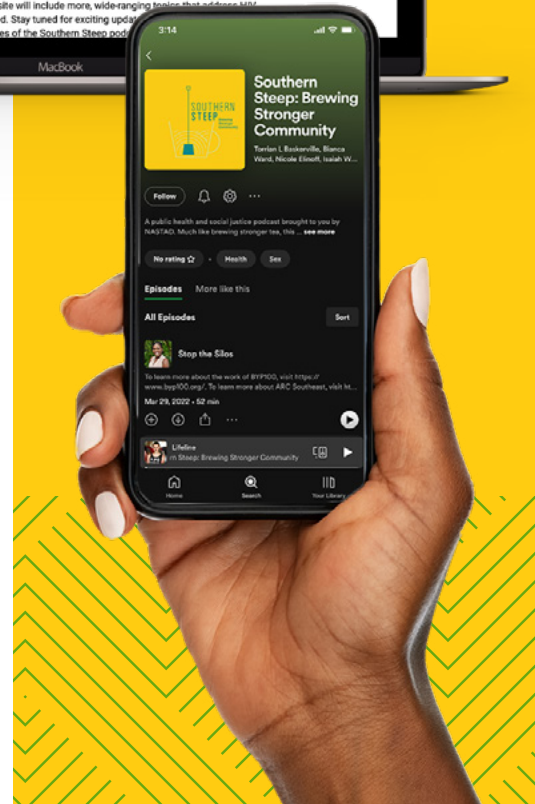 site will include more, wide-ranging topics that address HIV
ed. Stay tuned for exciting updat
es of the Southern Steep pod
MacBook
3:14
SOUTHERN
STEEP
Southern
Steep: Brewing
Stronger
Community
Torrian L Baskerville, Bianca
Ward, Nicole Elinoff, Isaiah W...
Follow
A public health and social justice podcast brought to you by
NASTAD. Much like brewing stronger tea, this ... see more
No rating
Health
Sex
Episodes More like this
All Episodes
Sort
Stop the Silos
To learn more about the work of BYP100, visit https://
www.byp100.org/. To learn more about ARC Southeast, visit ht...
Mar 29, 2022 • 52 min
Lifeline
rn Steep: Brewing Stronger Community
Home
Search
Your Library